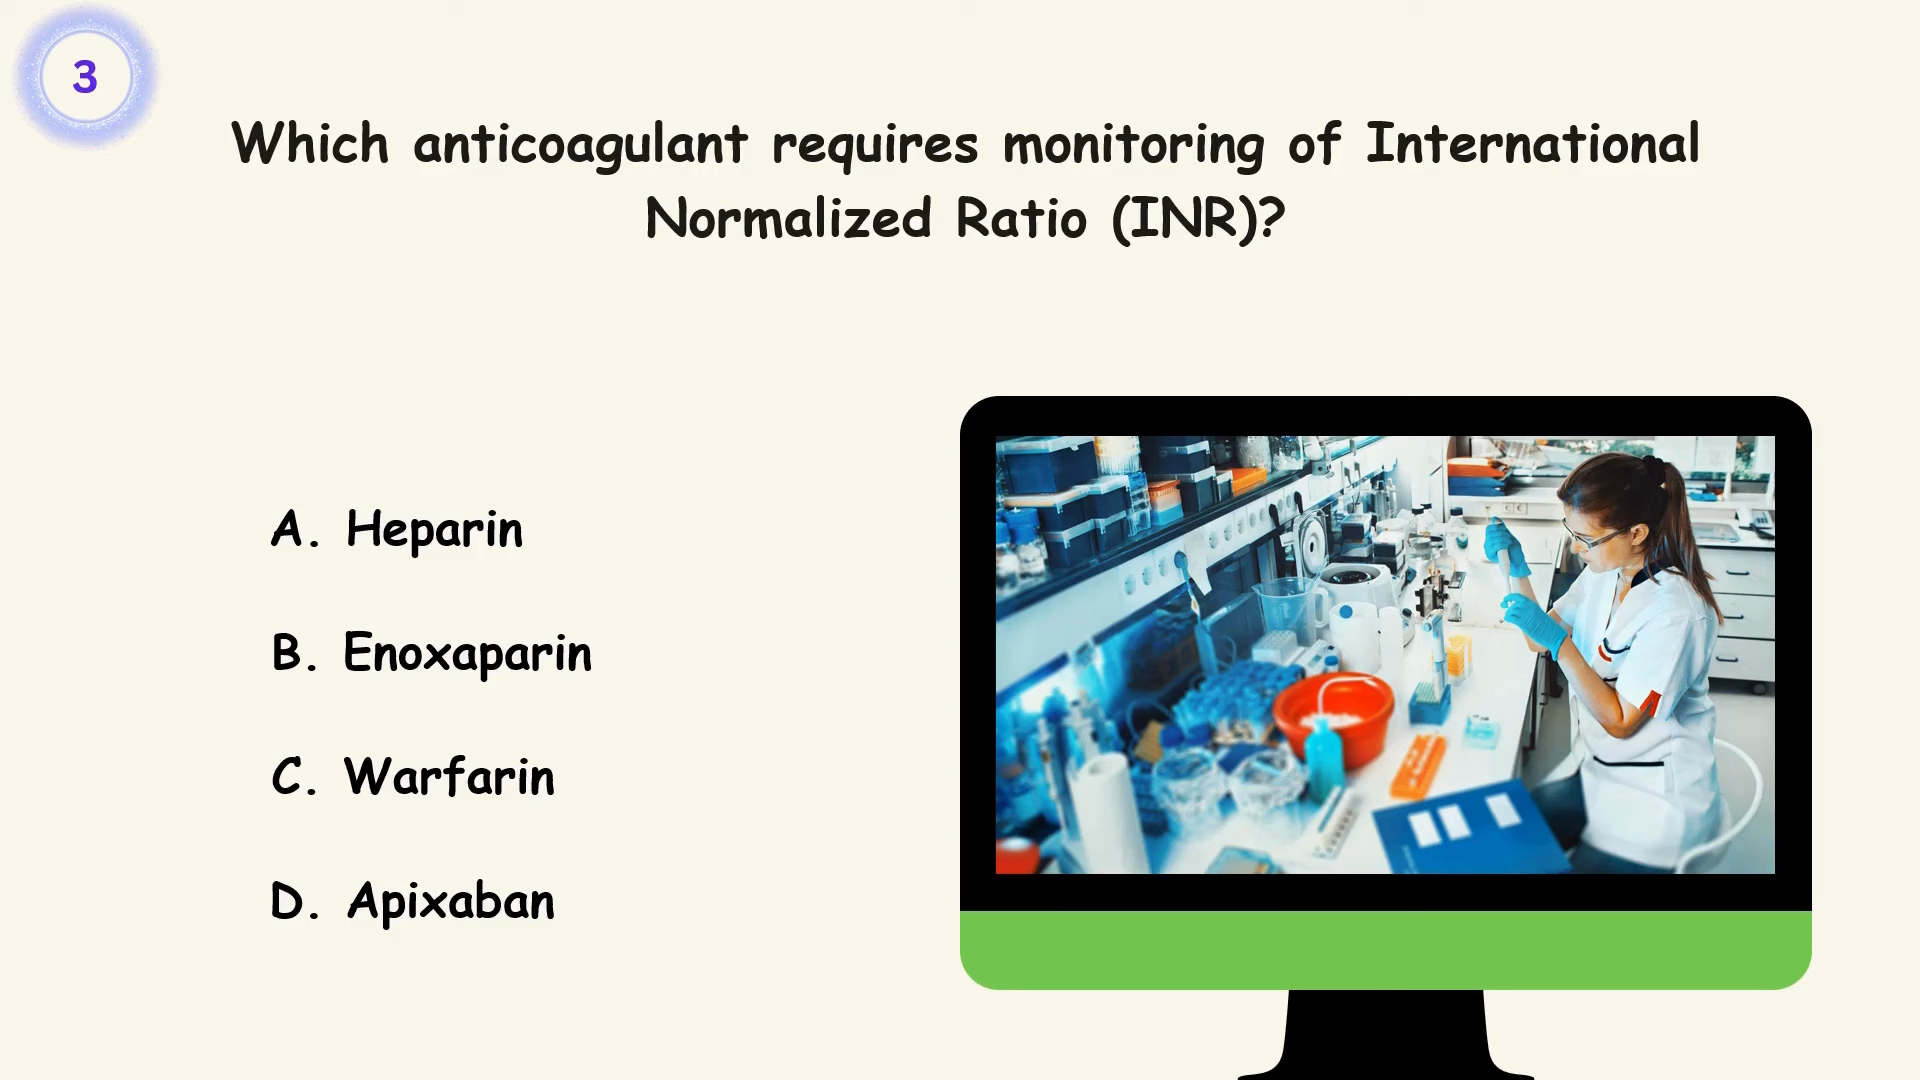 3
Which anticoagulant requires monitoring of International
Normalized Ratio (INR)?
A. Heparin
B. Enoxaparin
C. Warfarin
D. Apixaban